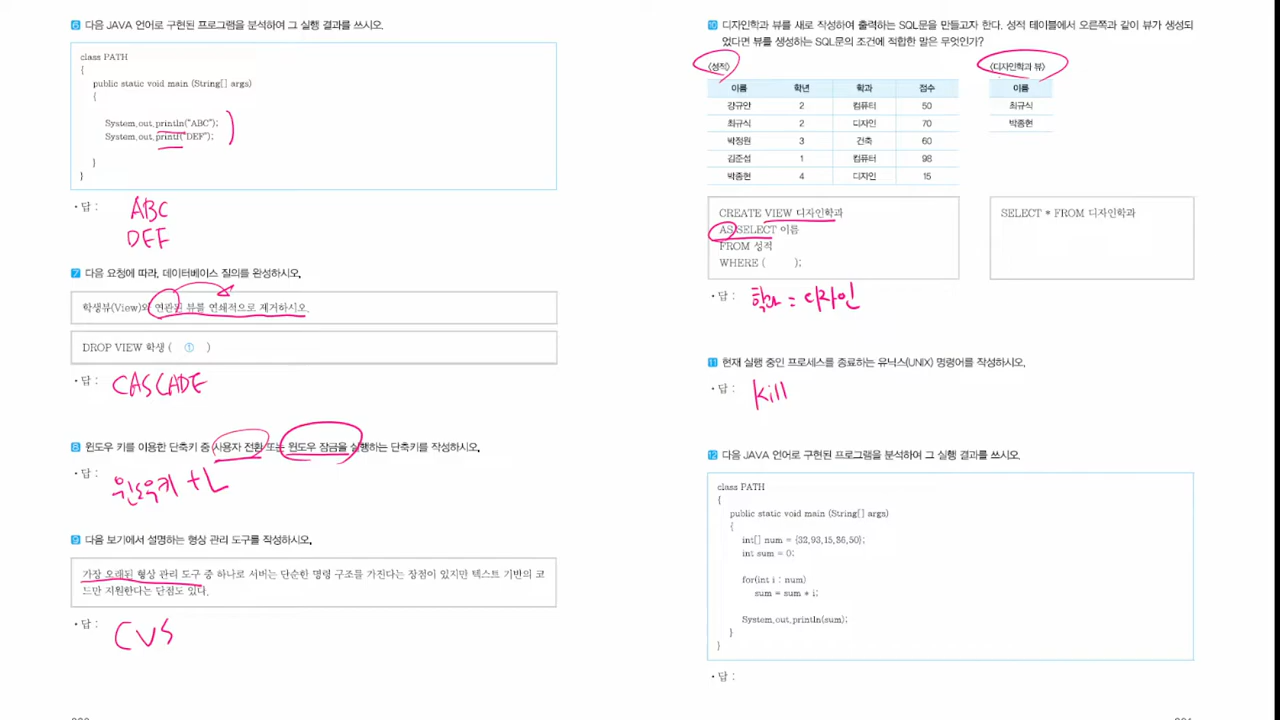 6 다음 JAVA 언어로 구현된 프로그램을 분석하여 그 실행 결과를 쓰시오.
class PATH
{
public static void main (String[] args)
{
System.out.println("ABC");
System.out.printf("DEF");
}
}
• 답 :
ABC
DEF
7 다음 요청에 따라, 데이터베이스 질의를 완성하시오.
학생뷰(View)와 연관된 뷰를 연쇄적으로 제거하시오.
DROP VIEW 학생 ( ① )
• 답 : CASCADE
8 윈도우 키를 이용한 단축키 중 사용자 전환 또는 윈도우 잠금을 실행하는 단축키를 작성하시오.
• 답 :
윈도우키 + L
9 다음 보기에서 설명하는 형상 관리 도구를 작성하시오.
가장 오래된 형상 관리 도구 중 하나로 서버는 단순한 명령 구조를 가진다는 장점이 있지만 텍스트 기반의 코
드만 지원한다는 단점도 있다.
• 답 :
CVS
10 디자인학과 뷰를 새로 작성하여 출력하는 SQL문을 만들고자 한다. 성적 테이블에서 오른쪽과 같이 뷰가 생성되
었다면 뷰를 생성하는 SQL문의 조건에 적합한 말은 무엇인가?
〈성적〉 〈디자인학과 뷰〉
이름 학년 학과 점수 이름
강규얀 2 컴퓨터 50 최규식
최규식 2 디자인 70 박종현
박정원 3 건축 60
김준섭 1 컴퓨터 98
박종현 4 디자인 15
CREATE VIEW 디자인학과
AS SELECT 이름
FROM 성적
WHERE ( );
SELECT * FROM 디자인학과
• 답 : 학과 = 디자인
11 현재 실행 중인 프로세스를 종료하는 유닉스(UNIX) 명령어를 작성하시오.
• 답 : kill
12 다음 JAVA 언어로 구현된 프로그램을 분석하여 그 실행 결과를 쓰시오.
class PATH
{
public static void main (String[] args)
{
int[] num = {32,93,15,36,50};
int sum = 0;
for(int i : num)
sum = sum * i;
System.out.println(sum);
}
}
• 답 :